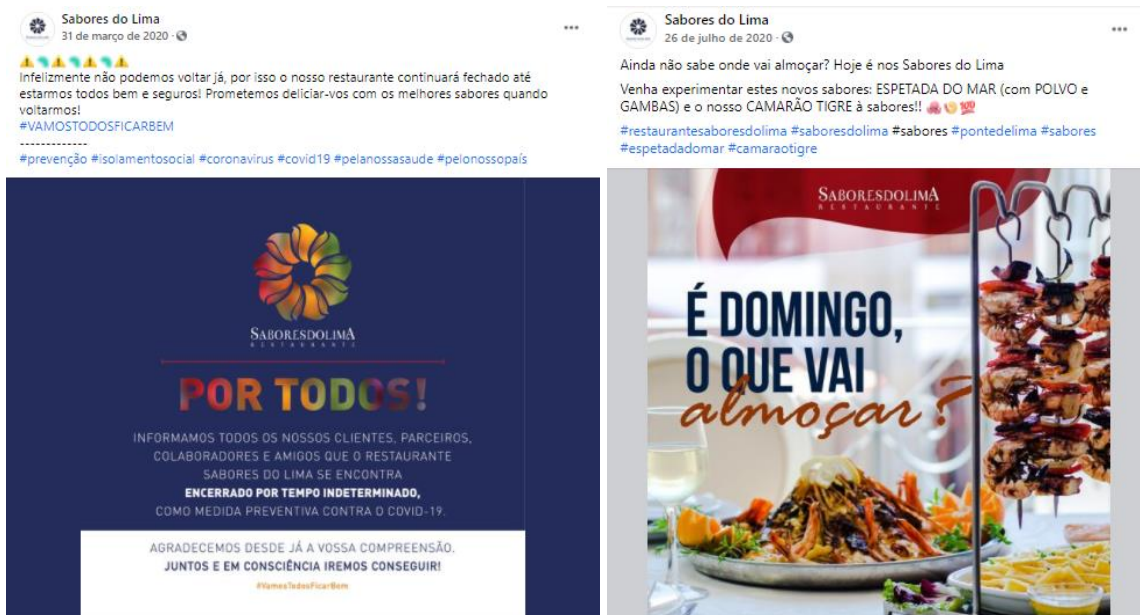 Sabores do Lima
31 de março de 2020
Infelizmente não podemos voltar já, por isso o nosso restaurante continuará fechado até
estarmos todos bem e seguros! Prometemos deliciar-vos com os melhores sabores quando
voltarmos!
#VAMOSTODOSFICARBEM
-------------
#prevenção #isolamentosocial #coronavirus #covid19 #pelanossasaude #pelonossopaís
SABORESDOLIMA
RESTAURANTE
POR TODOS!
INFORMAMOS TODOS OS NOSSOS CLIENTES, PARCEIROS,
COLABORADORES E AMIGOS QUE O RESTAURANTE
SABORES DO LIMA SE ENCONTRA
ENCERRADO POR TEMPO INDETERMINADO,
COMO MEDIDA PREVENTIVA CONTRA O COVID-19.
AGRADECEMOS DESDE JÁ A VOSSA COMPREENSÃO.
JUNTOS E EM CONSCIÊNCIA IREMOS CONSEGUIR!
#VamosTodosFicarBem
Sabores do Lima
26 de julho de 2020
Ainda não sabe onde vai almoçar? Hoje é nos Sabores do Lima
Venha experimentar estes novos sabores: ESPETADA DO MAR (com POLVO e
GAMBAS) e o nosso CAMARÃO TIGRE à sabores!! 💯
#restaurantesaboresdolima #saboresdolima #sabores #pontedelima #sabores
#espetadadomar #camaraotigre
SABORESDOLIMA
RESTAURANTE
É DOMINGO,
O QUE VAI
almoçar?